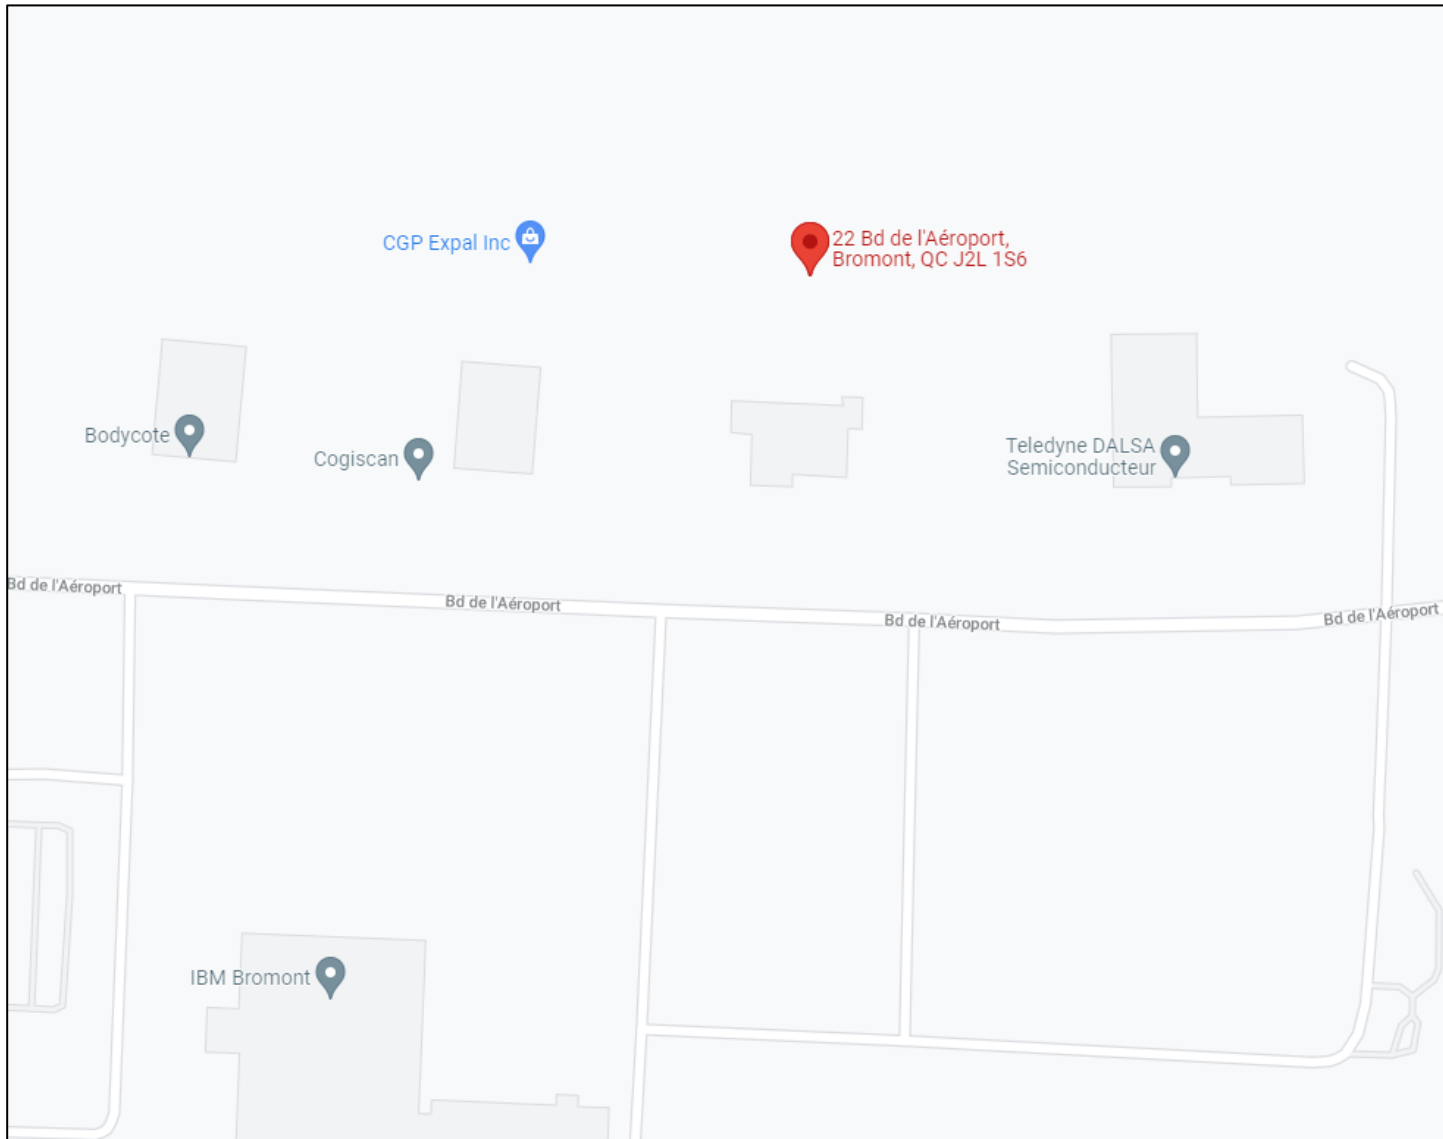 CGP Expal Inc
22 Bd de l'Aéroport,
Bromont, QC J2L 1S6
Bodycote
Cogiscan
Teledyne DALSA
Semiconducteur
Bd de l'Aéroport
Bd de l'Aéroport
Bd de l'Aéroport
Bd de l'Aéroport
IBM Bromont